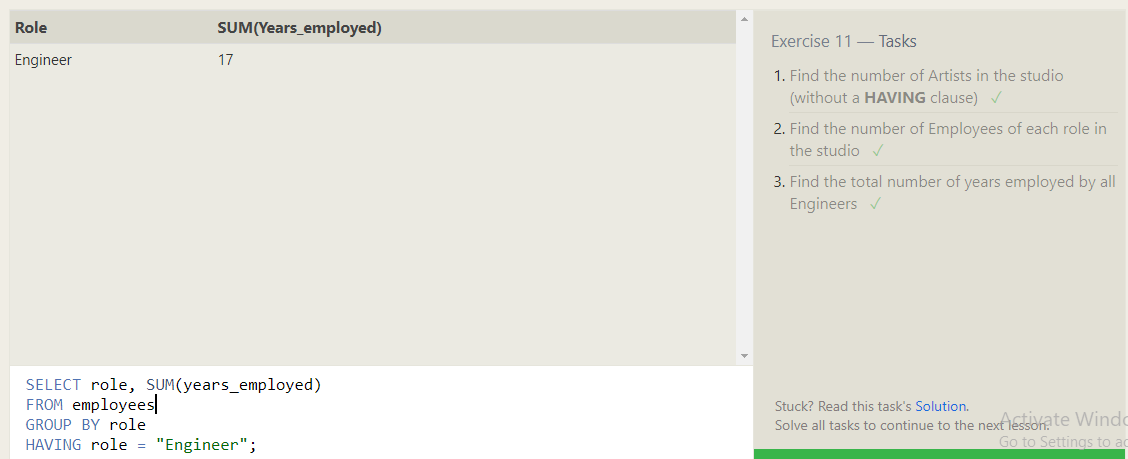 Role SUM(Years_employed)
Engineer 17
SELECT role, SUM(years_employed)
FROM employees
GROUP BY role
HAVING role = "Engineer";
Exercise 11 — Tasks
1. Find the number of Artists in the studio
(without a HAVING clause) ✓
2. Find the number of Employees of each role in
the studio ✓
3. Find the total number of years employed by all
Engineers ✓
Stuck? Read this task's Solution.
Solve all tasks to continue to the next lesson.
Activate Windo
Go to Settings to ac